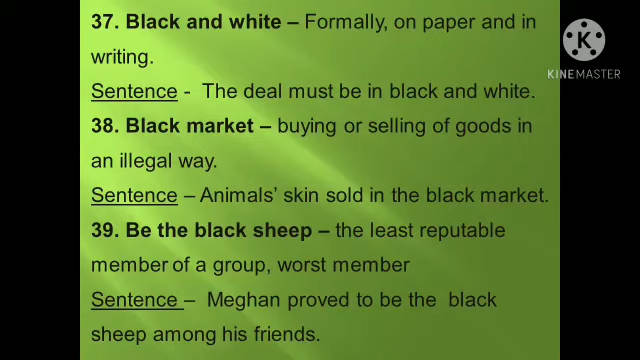 37. Black and white – Formally, on paper and in
writing.
Sentence - The deal must be in black and white.
38. Black market – buying or selling of goods in
an illegal way.
Sentence – Animals’ skin sold in the black market.
39. Be the black sheep – the least reputable
member of a group, worst member
Sentence – Meghan proved to be the black
sheep among his friends.
K
KINEMASTER